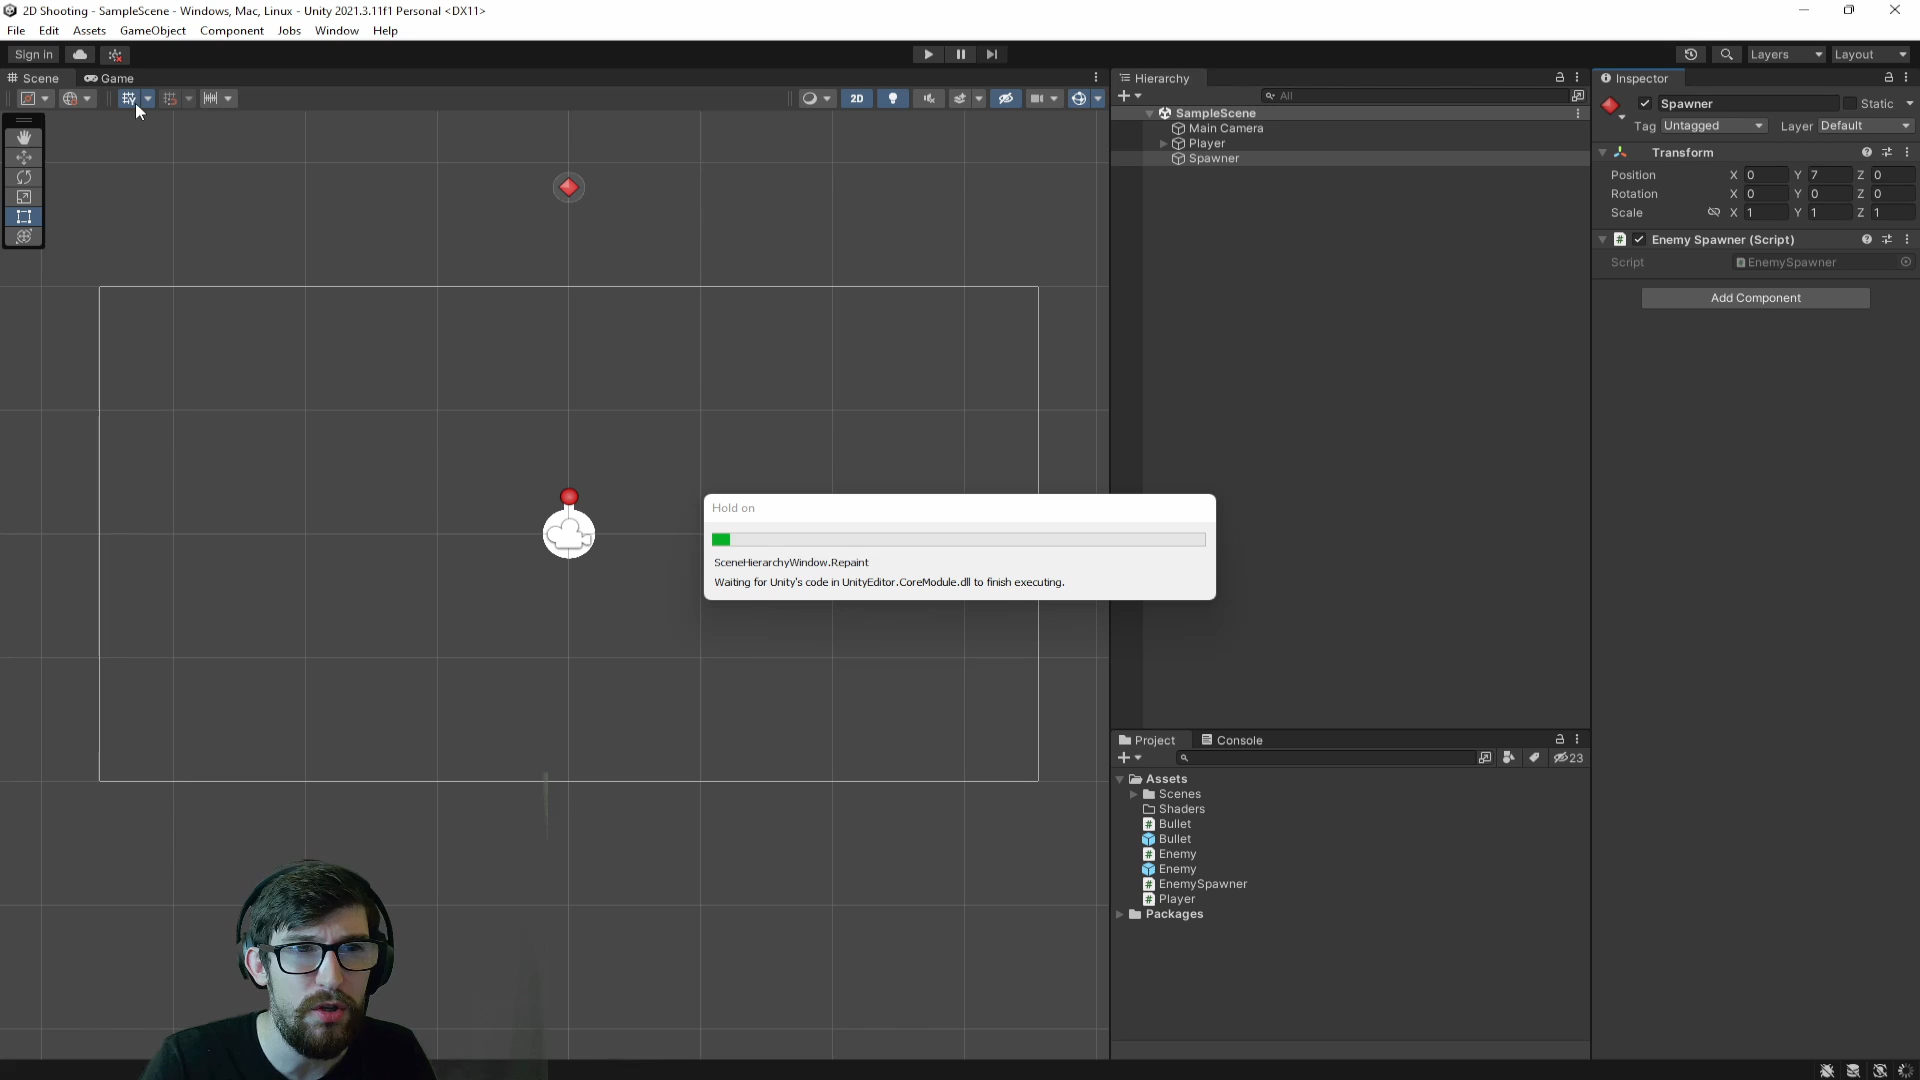 2D Shooting - SampleScene - Windows, Mac, Linux - Unity 2021.3.11f1 Personal <DX11>
File Edit Assets GameObject Component Jobs Window Help
Sign in
Layers
Layout
Scene
Game
2D
Hierarchy
All
SampleScene
Main Camera
Player
Spawner
Inspector
Spawner
Static
Tag Untagged
Layer Default
Transform
Position X 0 Y 7 Z 0
Rotation X 0 Y 0 Z 0
Scale X 1 Y 1 Z 1
Enemy Spawner (Script)
Script EnemySpawner
Add Component
Hold on
SceneHierarchyWindow.Repaint
Waiting for Unity's code in UnityEditor.CoreModule.dll to finish executing.
Project
Console
23
Assets
Scenes
Shaders
Bullet
Bullet
Enemy
Enemy
EnemySpawner
Player
Packages